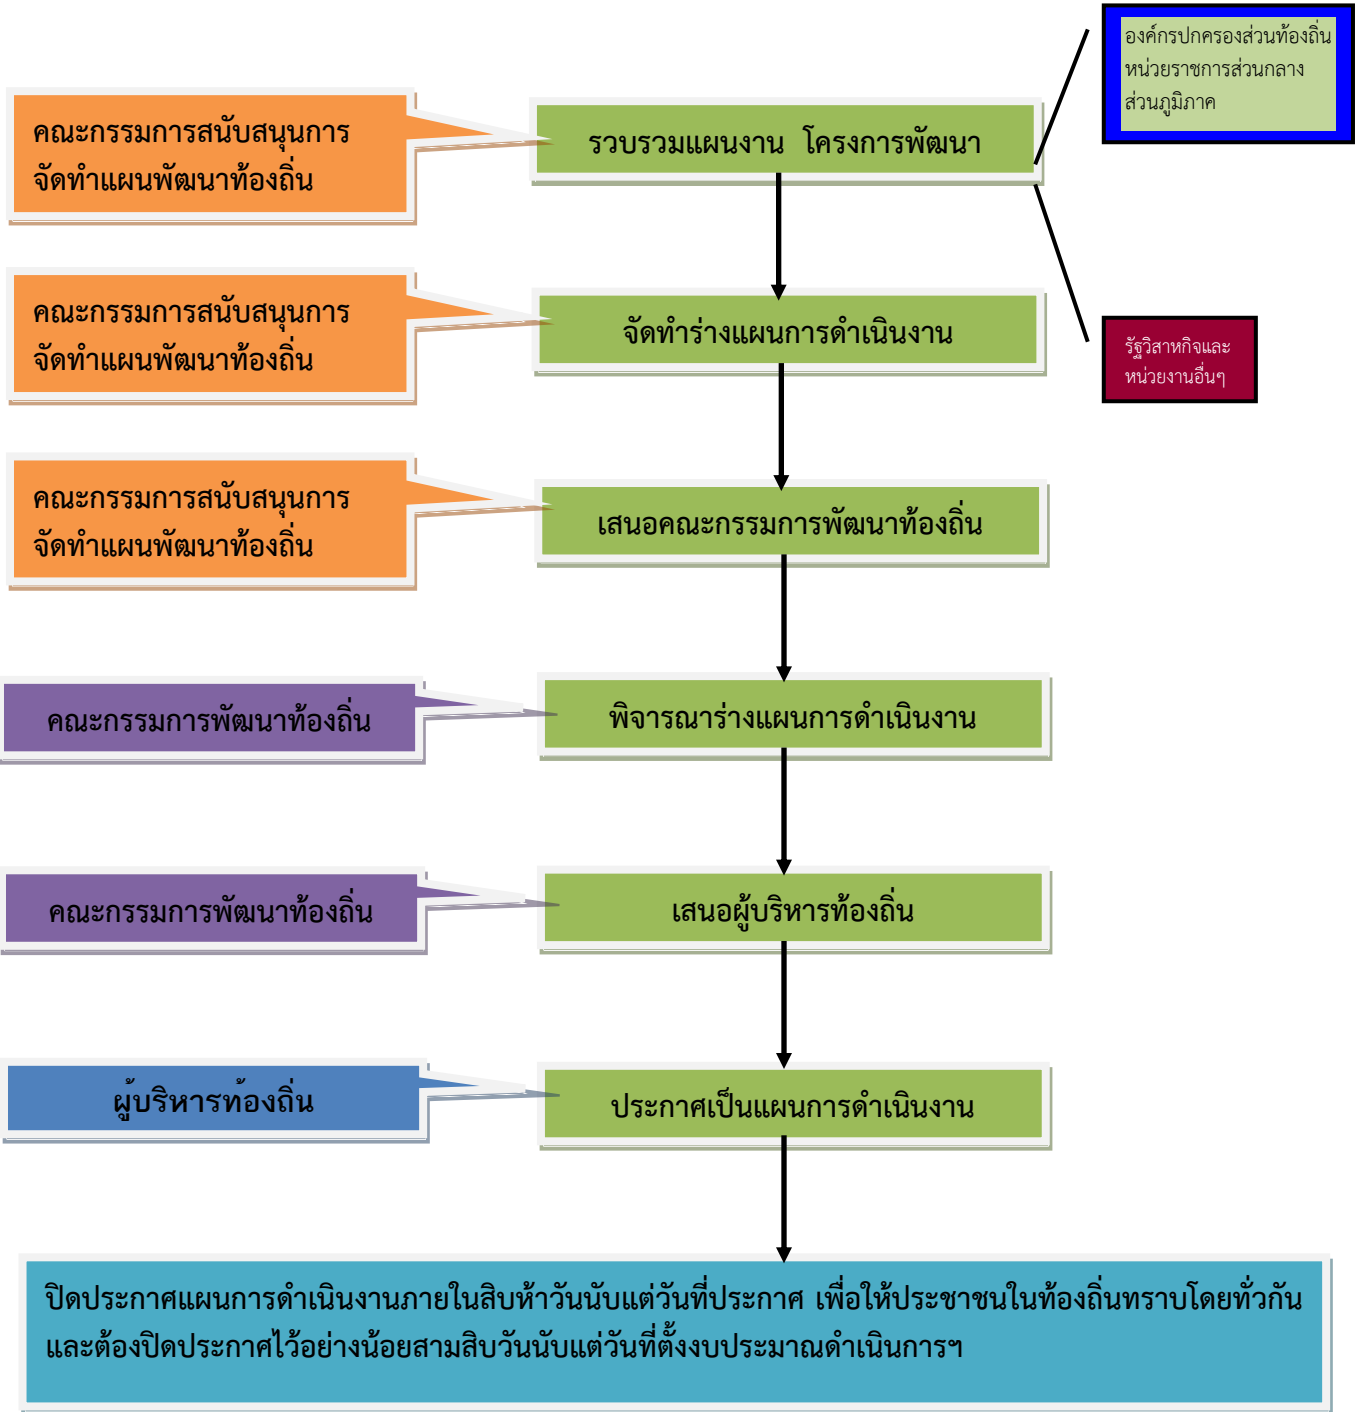 องค์กรปกครองส่วนท้องถิ่น
หน่วยราชการส่วนกลาง
ส่วนภูมิภาค
คณะกรรมการสนับสนุนการ
จัดทำแผนพัฒนาท้องถิ่น
รวบรวมแผนงาน โครงการพัฒนา
คณะกรรมการสนับสนุนการ
จัดทำแผนพัฒนาท้องถิ่น
จัดทำร่างแผนการดำเนินงาน
รัฐวิสาหกิจและ
หน่วยงานอื่นๆ
คณะกรรมการสนับสนุนการ
จัดทำแผนพัฒนาท้องถิ่น
เสนอคณะกรรมการพัฒนาท้องถิ่น
คณะกรรมการพัฒนาท้องถิ่น
พิจารณาร่างแผนการดำเนินงาน
คณะกรรมการพัฒนาท้องถิ่น
เสนอผู้บริหารท้องถิ่น
ผู้บริหารท้องถิ่น
ประกาศเป็นแผนการดำเนินงาน
ปิดประกาศแผนการดำเนินงานภายในสิบห้าวันนับแต่วันที่ประกาศ เพื่อให้ประชาชนในท้องถิ่นทราบโดยทั่วกัน
และต้องปิดประกาศไว้อย่างน้อยสามสิบวันนับแต่วันที่ตั้งงบประมาณดำเนินการฯ